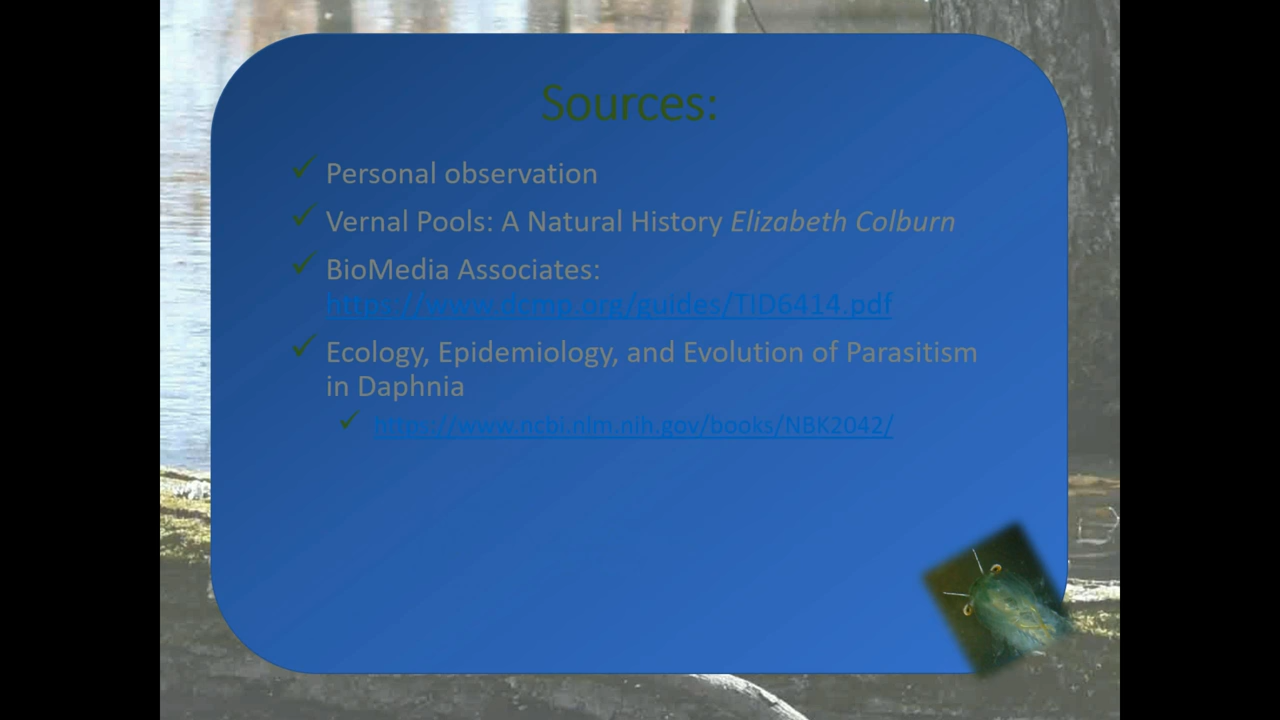 Sources:
Personal observation
Vernal Pools: A Natural History Elizabeth Colburn
BioMedia Associates:
https://www.dcmp.org/guides/TID6414.pdf
Ecology, Epidemiology, and Evolution of Parasitism
in Daphnia
https://www.ncbi.nlm.nih.gov/books/NBK2042/